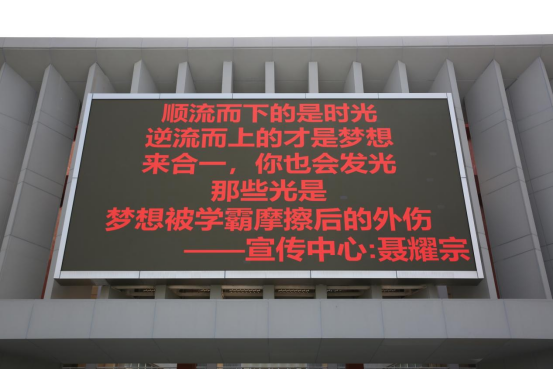 顺流而下的是时光
逆流而上的才是梦想
来合一，你也会发光
那些光是
梦想被学霸摩擦后的外伤
——宣传中心:聂耀宗